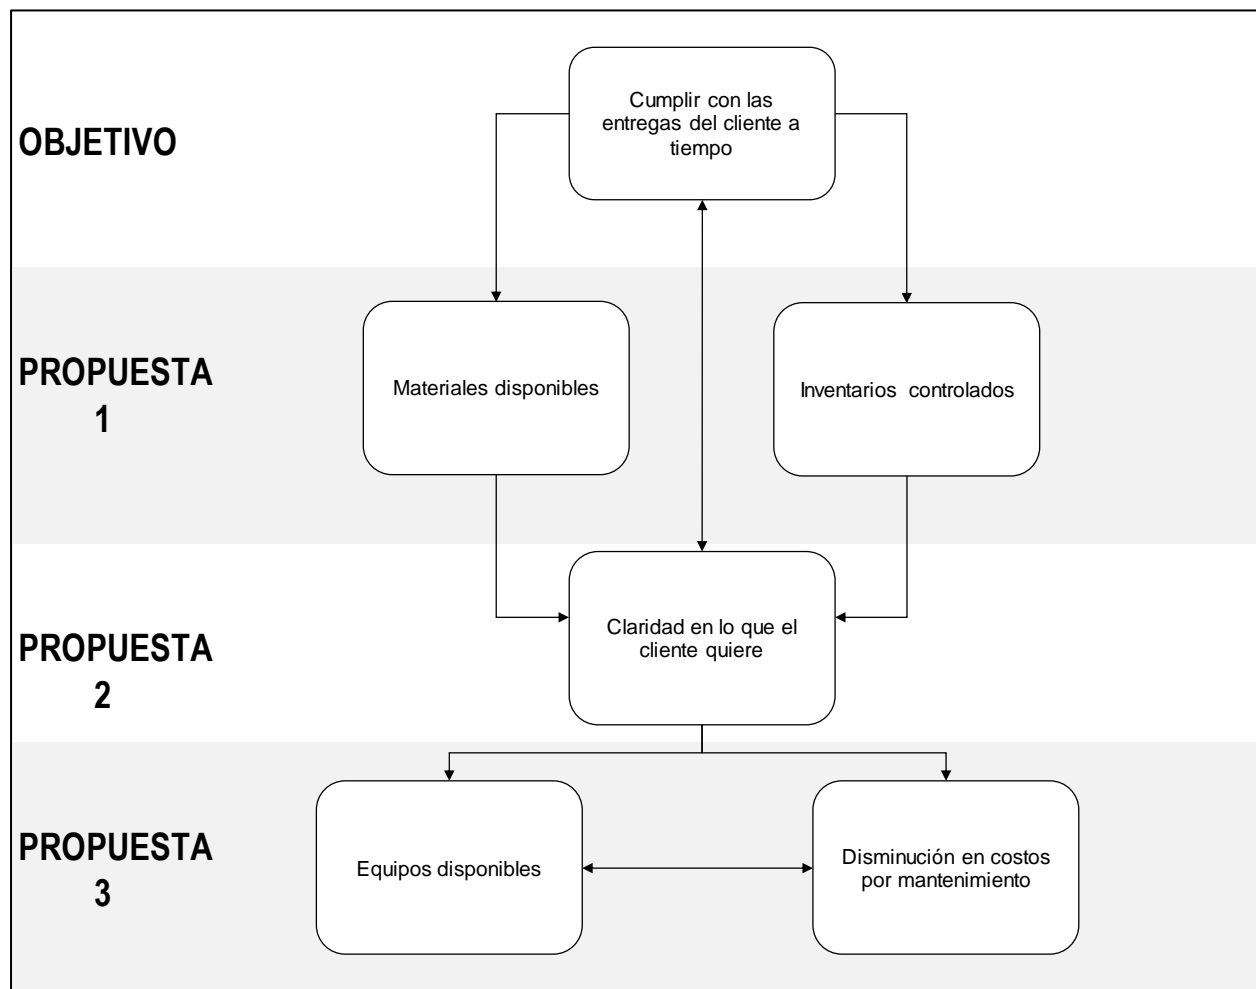 Cumplir con las
entregas del cliente a
tiempo
OBJETIVO
PROPUESTA
1
Materiales disponibles
Inventarios controlados
Claridad en lo que el
cliente quiere
PROPUESTA
2
PROPUESTA
3
Equipos disponibles
Disminución en costos
por mantenimiento